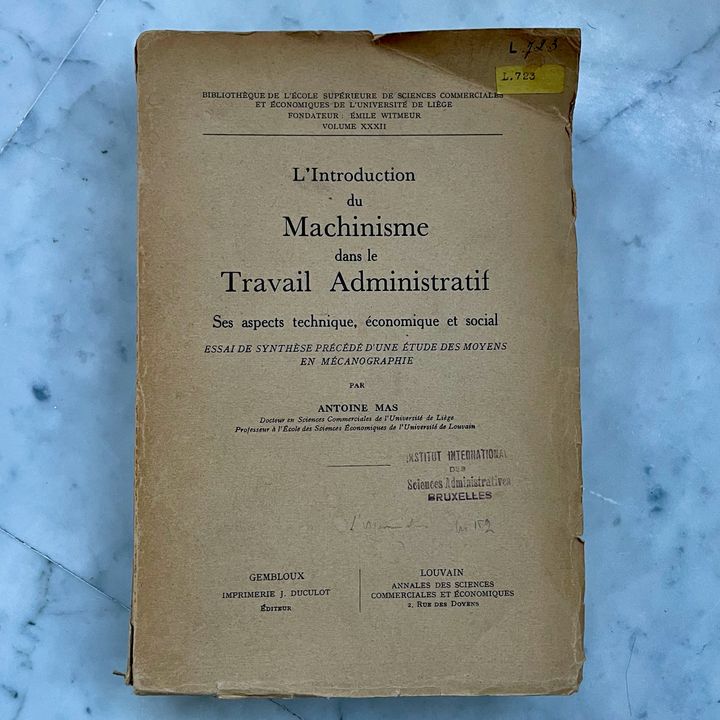 L.723
L.723
BIBLIOTHÈQUE DE L'ÉCOLE SUPÉRIEURE DE SCIENCES COMMERCIALES
ET ÉCONOMIQUES DE L'UNIVERSITÉ DE LIÈGE
FONDATEUR : ÉMILE WITMEUR
VOLUME XXXII
L'Introduction
du
Machinisme
dans le
Travail Administratif
Ses aspects technique, économique et social
ESSAI DE SYNTHÈSE PRÉCÉDÉ D'UNE ÉTUDE DES MOYENS
EN MÉCANOGRAPHIE
PAR
ANTOINE MAS
Docteur en Sciences Commerciales de l'Université de Liége
Professeur à l'École des Sciences Économiques de l'Université de Louvain
INSTITUT INTERNATIONAL
DES
Sciences Administratives
BRUXELLES
GEMBLOUX
IMPRIMERIE J. DUCULOT
Éditeur
LOUVAIN
ANNALES DES SCIENCES
COMMERCIALES ET ÉCONOMIQUES
2, Rue des Doyens